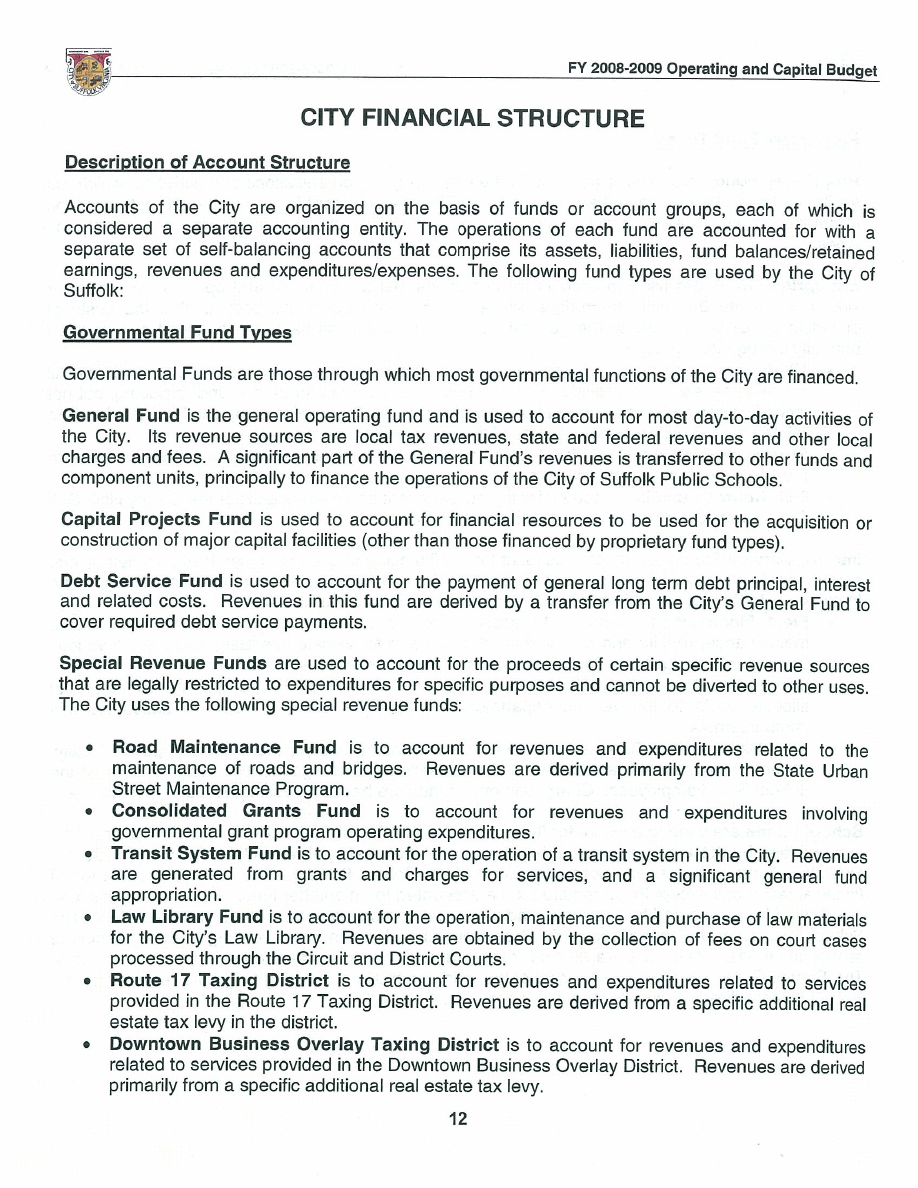 FY 2008-2009 Operating and Capital Budget
CITY FINANCIAL STRUCTURE
Description of Account Structure
Accounts of the City are organized on the basis of funds or account groups, each of which is
considered a separate accounting entity. The operations of each fund are accounted for with a
separate set of self-balancing accounts that comprise its assets, liabilities, fund balances/retained
earnings, revenues and expenditures/expenses. The following fund types are used by the City of
Suffolk:
Governmental Fund Types
Governmental Funds are those through which most governmental functions of the City are financed.
General Fund is the general operating fund and is used to account for most day-to-day activities of
the City. Its revenue sources are local tax revenues, state and federal revenues and other local
charges and fees. A significant part of the General Fund's revenues is transferred to other funds and
component units, principally to finance the operations of the City of Suffolk Public Schools.
Capital Projects Fund is used to account for financial resources to be used for the acquisition or
construction of major capital facilities (other than those financed by proprietary fund types).
Debt Service Fund is used to account for the payment of general long term debt principal, interest
and related costs. Revenues in this fund are derived by a transfer from the City's General Fund to
cover required debt service payments.
Special Revenue Funds are used to account for the proceeds of certain specific revenue sources
that are legally restricted to expenditures for specific purposes and cannot be diverted to other uses.
The City uses the following special revenue funds:
• Road Maintenance Fund is to account for revenues and expenditures related to the
maintenance of roads and bridges. Revenues are derived primarily from the State Urban
Street Maintenance Program.
• Consolidated Grants Fund is to account for revenues and expenditures involving
governmental grant program operating expenditures.
• Transit System Fund is to account for the operation of a transit system in the City. Revenues
are generated from grants and charges for services, and a significant general fund
appropriation.
• Law Library Fund is to account for the operation, maintenance and purchase of law materials
for the City's Law Library. Revenues are obtained by the collection of fees on court cases
processed through the Circuit and District Courts.
• Route 17 Taxing District is to account for revenues and expenditures related to services
provided in the Route 17 Taxing District. Revenues are derived from a specific additional real
estate tax levy in the district.
• Downtown Business Overlay Taxing District is to account for revenues and expenditures
related to services provided in the Downtown Business Overlay District. Revenues are derived
primarily from a specific additional real estate tax levy.
12